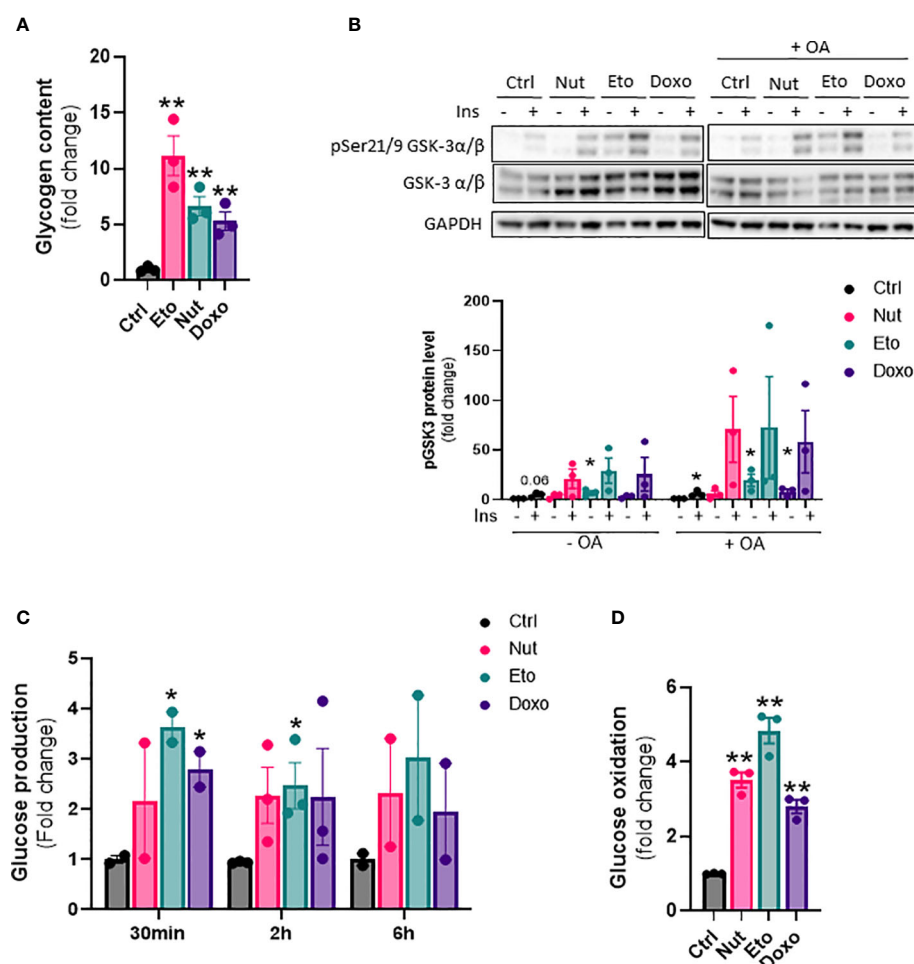 A
Glycogen content
(fold change)
20
15
10
5
0
**
**
**
Ctrl
Eto
Nut
Doxo
B
+ OA
Ctrl Nut Eto Doxo Ctrl Nut Eto Doxo
Ins - + - + - + - + - + - + - + - +
pSer21/9 GSK-3α/β
GSK-3 α/β
GAPDH
pGSK3 protein level
(fold change)
200
150
100
50
0
0.06
*
*
*
*
Ctrl
Nut
Eto
Doxo
Ins - + - + - + - + - + - + - + - +
- OA + OA
C
Glucose production
(Fold change)
5
4
3
2
1
0
*
*
*
30min 2h 6h
Ctrl
Nut
Eto
Doxo
D
Glucose oxidation
(fold change)
6
4
2
0
**
**
**
Ctrl
Nut
Eto
Doxo